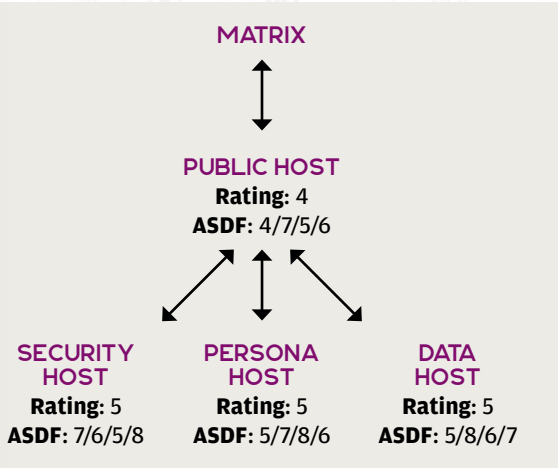 MATRIX
PUBLIC HOST
Rating: 4
ASDF: 4/7/5/6
SECURITY
HOST
Rating: 5
ASDF: 7/6/5/8
PERSONA
HOST
Rating: 5
ASDF: 5/7/8/6
DATA
HOST
Rating: 5
ASDF: 5/8/6/7